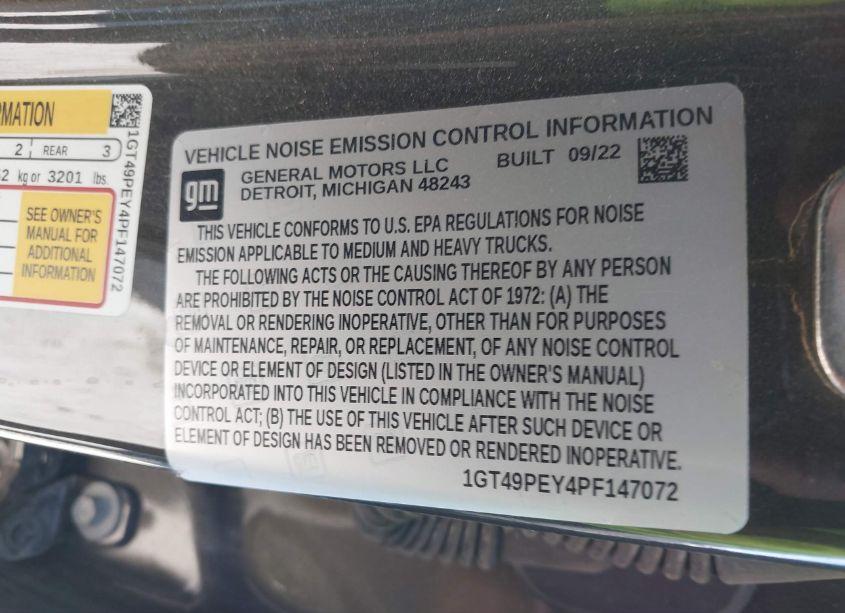 RMATION
2 REAR 3
kg or 3201 lbs.
SEE OWNER'S
MANUAL FOR
ADDITIONAL
INFORMATION
1GT49PEY4PF147072
VEHICLE NOISE EMISSION CONTROL INFORMATION
gm
GENERAL MOTORS LLC BUILT 09/22
DETROIT, MICHIGAN 48243
THIS VEHICLE CONFORMS TO U.S. EPA REGULATIONS FOR NOISE
EMISSION APPLICABLE TO MEDIUM AND HEAVY TRUCKS.
THE FOLLOWING ACTS OR THE CAUSING THEREOF BY ANY PERSON
ARE PROHIBITED BY THE NOISE CONTROL ACT OF 1972: (A) THE
REMOVAL OR RENDERING INOPERATIVE, OTHER THAN FOR PURPOSES
OF MAINTENANCE, REPAIR, OR REPLACEMENT, OF ANY NOISE CONTROL
DEVICE OR ELEMENT OF DESIGN (LISTED IN THE OWNER'S MANUAL)
INCORPORATED INTO THIS VEHICLE IN COMPLIANCE WITH THE NOISE
CONTROL ACT; (B) THE USE OF THIS VEHICLE AFTER SUCH DEVICE OR
ELEMENT OF DESIGN HAS BEEN REMOVED OR RENDERED INOPERATIVE.
1GT49PEY4PF147072